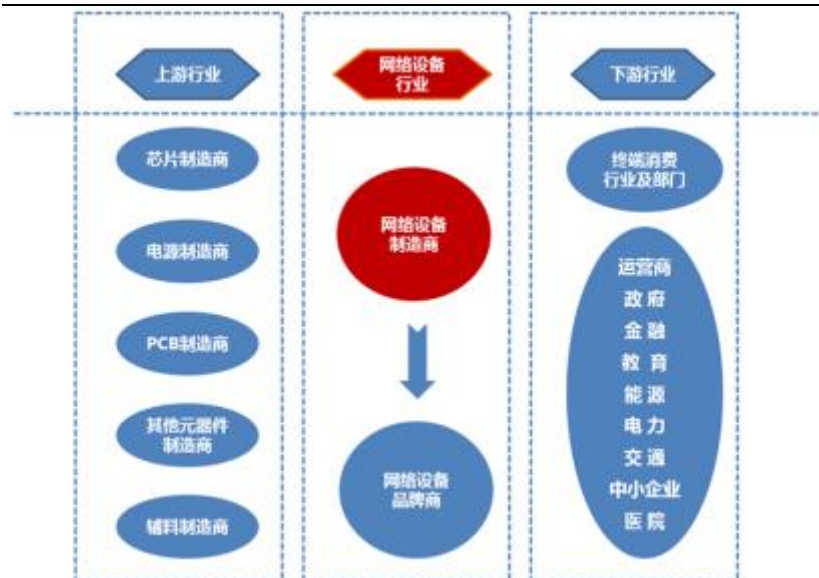 上游行业
网络设备
行业
下游行业
芯片制造商
电源制造商
PCB制造商
其他元器件
制造商
辅料制造商
网络设备
制造商
网络设备
品牌商
终端消费
行业及部门
运营商
政府
金融
教育
能源
电力
交通
中小企业
医院